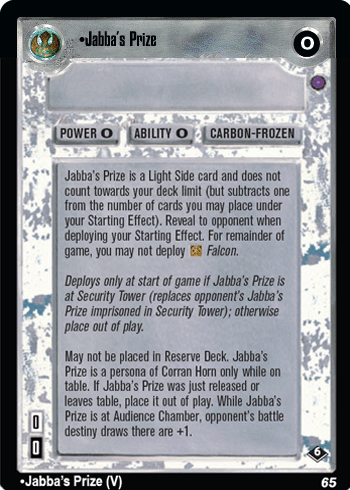 •Jabba's Prize
0
POWER 0 ABILITY 0 CARBON-FROZEN
Jabba's Prize is a Light Side card and does not
count towards your deck limit (but subtracts one
from the number of cards you may place under
your Starting Effect). Reveal to opponent when
deploying your Starting Effect. For remainder of
game, you may not deploy Falcon.
Deploys only at start of game if Jabba's Prize is
at Security Tower (replaces opponent's Jabba's
Prize imprisoned in Security Tower); otherwise
place out of play.
May not be placed in Reserve Deck. Jabba's
Prize is a persona of Corran Horn only while on
table. If Jabba's Prize was just released or
leaves table, place it out of play. While Jabba's
Prize is at Audience Chamber, opponent's battle
destiny draws there are +1.
0
0
6
•Jabba's Prize (V) 65